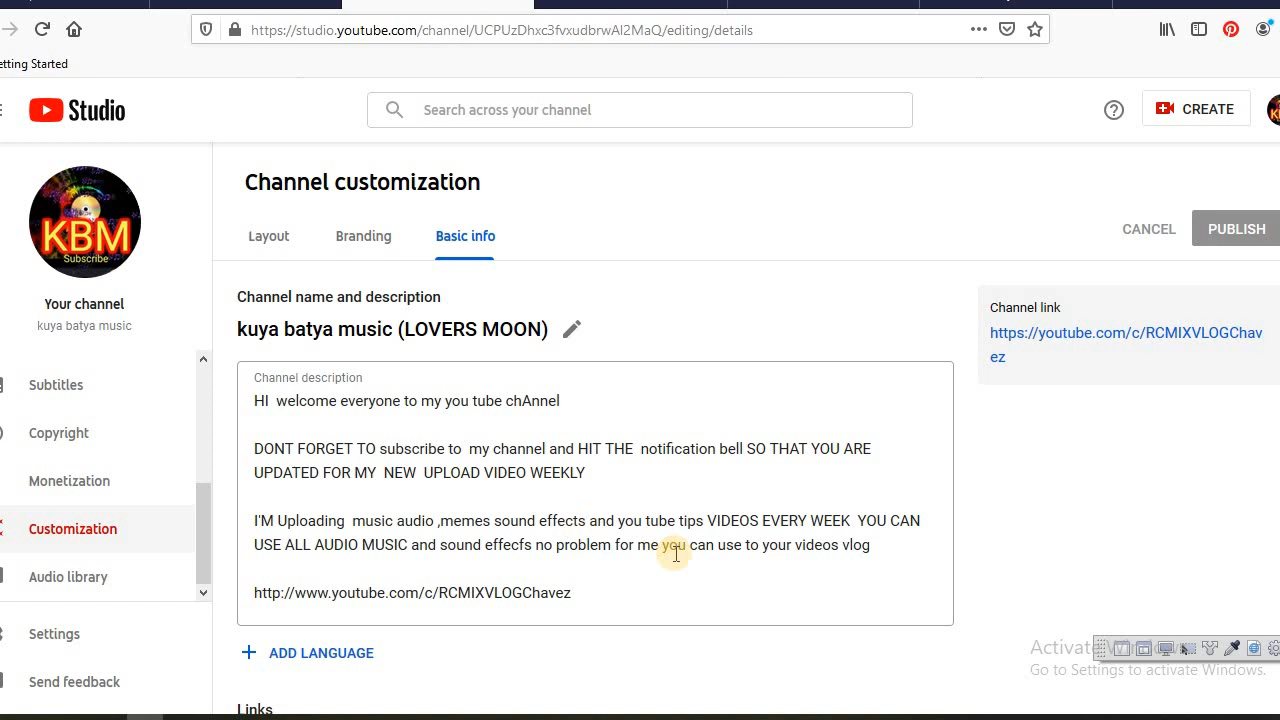 https://studio.youtube.com/channel/UCPUzDhxc3fvxudbrwAl2MaQ/editing/details
etting Started
Studio
Search across your channel
CREATE
KBM
Subscribe
Your channel
kuya batya music
Subtitles
Copyright
Monetization
Customization
Audio library
Settings
Send feedback
Channel customization
Layout
Branding
Basic info
CANCEL
PUBLISH
Channel name and description
kuya batya music (LOVERS MOON)
Channel description
HI  welcome everyone to my you tube chAnnel
DONT FORGET TO subscribe to  my channel and HIT THE  notification bell SO THAT YOU ARE
UPDATED FOR MY  NEW  UPLOAD VIDEO WEEKLY
I'M Uploading  music audio ,memes sound effects and you tube tips VIDEOS EVERY WEEK  YOU CAN
USE ALL AUDIO MUSIC and sound effecfs no problem for me you can use to your videos vlog
http://www.youtube.com/c/RCMIXVLOGChavez
ADD LANGUAGE
Links
Channel link
https://youtube.com/c/RCMIXVLOGChav
ez
Activate Windows
Go to Settings to activate Windows.